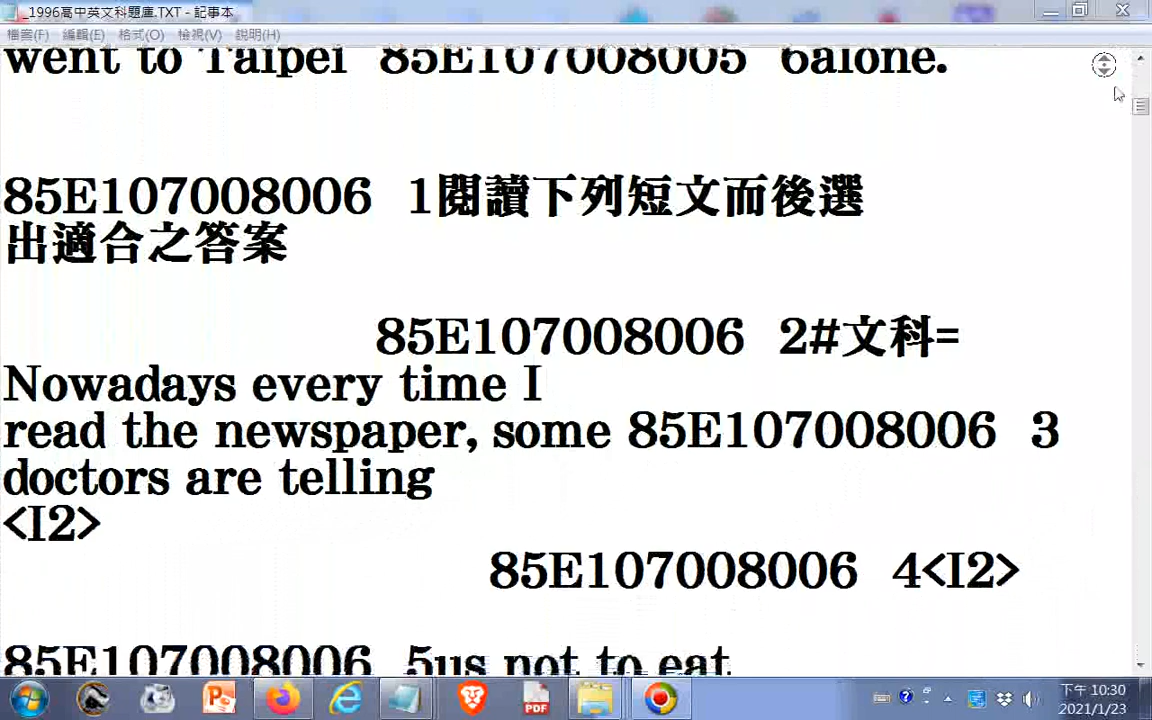 _1996高中英文科題庫.TXT - 記事本
檔案(F) 編輯(E) 格式(O) 檢視(V) 說明(H)
went to Taipei 85E107008005 6alone.
85E107008006 1閱讀下列短文而後選
出適合之答案
85E107008006 2#文科=
Nowadays every time I
read the newspaper, some 85E107008006 3
doctors are telling
<I2>
85E107008006 4<I2>
85E107008006 5us not to eat
PDF
下午 10:30
2021/1/23